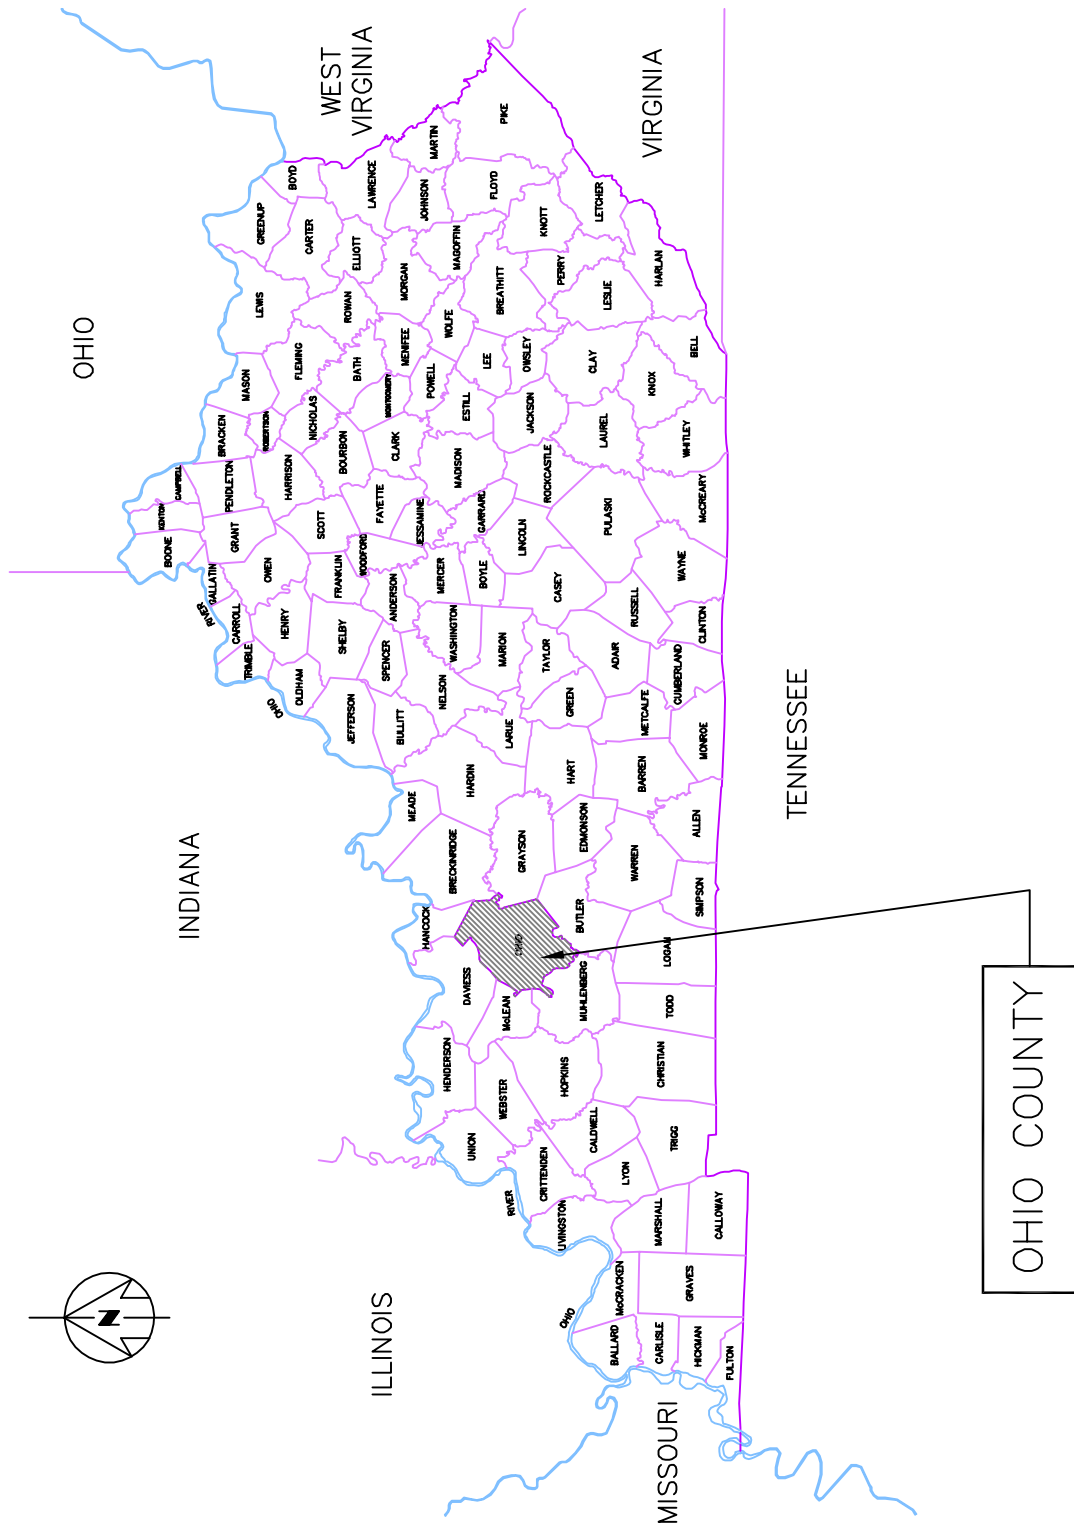 OHIO
WEST
VIRGINIA
VIRGINIA
INDIANA
ILLINOIS
MISSOURI
TENNESSEE
N
OHIO
RIVER
OHIO
RIVER
BOONE
KENTON
CAMPBELL
GALLATIN
GRANT
PENDLETON
BRACKEN
MASON
LEWIS
GREENUP
BOYD
TRIMBLE
CARROLL
OWEN
HARRISON
ROBERTSON
NICHOLAS
FLEMING
ROWAN
CARTER
ELLIOTT
LAWRENCE
OLDHAM
HENRY
SHELBY
FRANKLIN
SCOTT
BOURBON
BATH
MONTGOMERY
MENIFEE
MORGAN
JOHNSON
MARTIN
JEFFERSON
BULLITT
SPENCER
ANDERSON
WOODFORD
FAYETTE
JESSAMINE
CLARK
POWELL
WOLFE
MAGOFFIN
FLOYD
PIKE
MEADE
HARDIN
NELSON
WASHINGTON
MERCER
BOYLE
GARRARD
MADISON
ESTILL
LEE
BREATHITT
KNOTT
LETCHER
HANCOCK
BRECKINRIDGE
GRAYSON
LARUE
MARION
TAYLOR
CASEY
LINCOLN
ROCKCASTLE
JACKSON
OWSLEY
PERRY
LESLIE
HARLAN
HENDERSON
DAVIESS
McLEAN
OHIO
BUTLER
EDMONSON
HART
GREEN
ADAIR
RUSSELL
PULASKI
LAUREL
CLAY
KNOX
BELL
UNION
WEBSTER
HOPKINS
MUHLENBERG
WARREN
BARREN
METCALFE
CUMBERLAND
CLINTON
WAYNE
McCREARY
WHITLEY
CRITTENDEN
LIVINGSTON
CALDWELL
LYON
TRIGG
CHRISTIAN
TODD
LOGAN
SIMPSON
ALLEN
MONROE
BALLARD
McCRACKEN
MARSHALL
CALLOWAY
GRAVES
CARLISLE
HICKMAN
FULTON
OHIO COUNTY